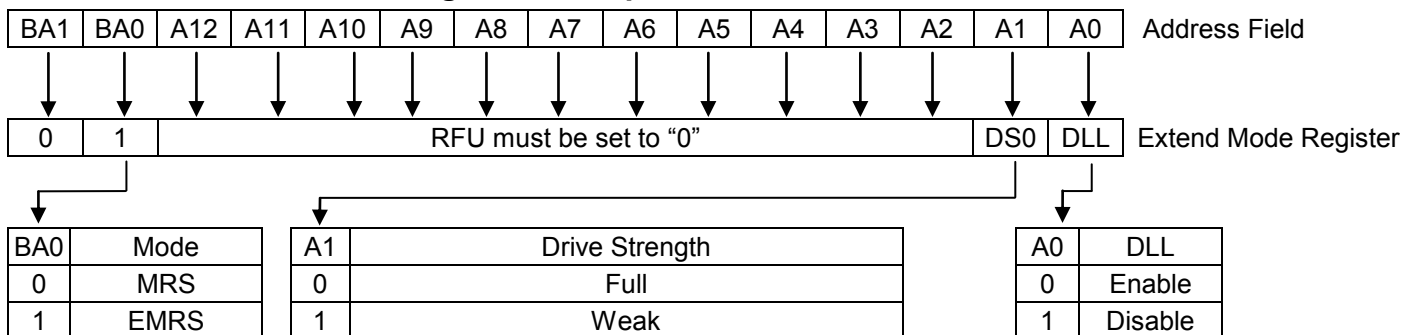 BA1 BA0 A12 A11 A10 A9 A8 A7 A6 A5 A4 A3 A2 A1 A0 Address Field
0 1 RFU must be set to “0” DS0 DLL Extend Mode Register
BA0 Mode A1 Drive Strength A0 DLL
0 MRS 0 Full 0 Enable
1 EMRS 1 Weak 1 Disable